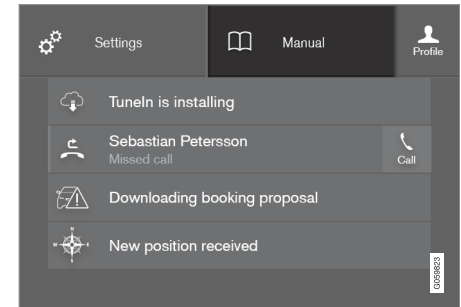 Settings
Manual
Profile
TuneIn is installing
Sebastian Petersson
Missed call
Call
Downloading booking proposal
N
W
S
New position received
G059823